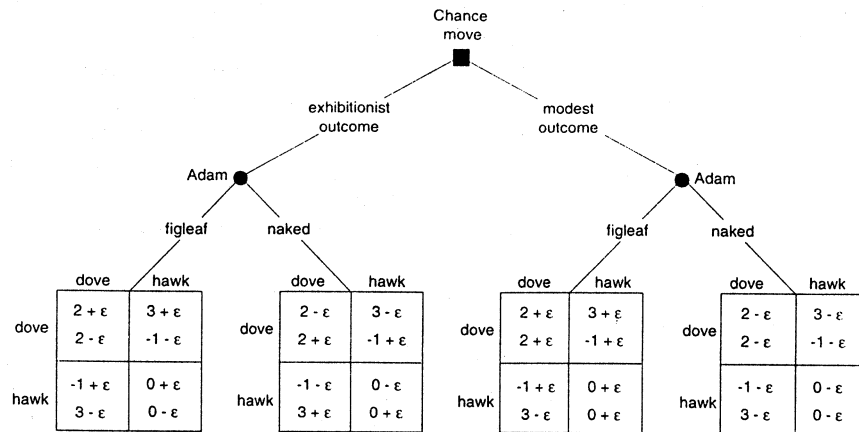 Chance
move
exhibitionist
outcome
modest
outcome
Adam
Adam
figleaf naked figleaf naked
dove hawk dove hawk dove hawk dove hawk
2 + ε 3 + ε 2 - ε 3 - ε 2 + ε 3 + ε 2 - ε 3 - ε
dove dove dove dove
2 - ε -1 - ε 2 + ε -1 + ε 2 + ε -1 + ε 2 - ε -1 - ε
-1 + ε 0 + ε -1 - ε 0 - ε -1 + ε 0 + ε -1 - ε 0 - ε
hawk hawk hawk hawk
3 - ε 0 - ε 3 + ε 0 + ε 3 - ε 0 + ε 3 - ε 0 - ε